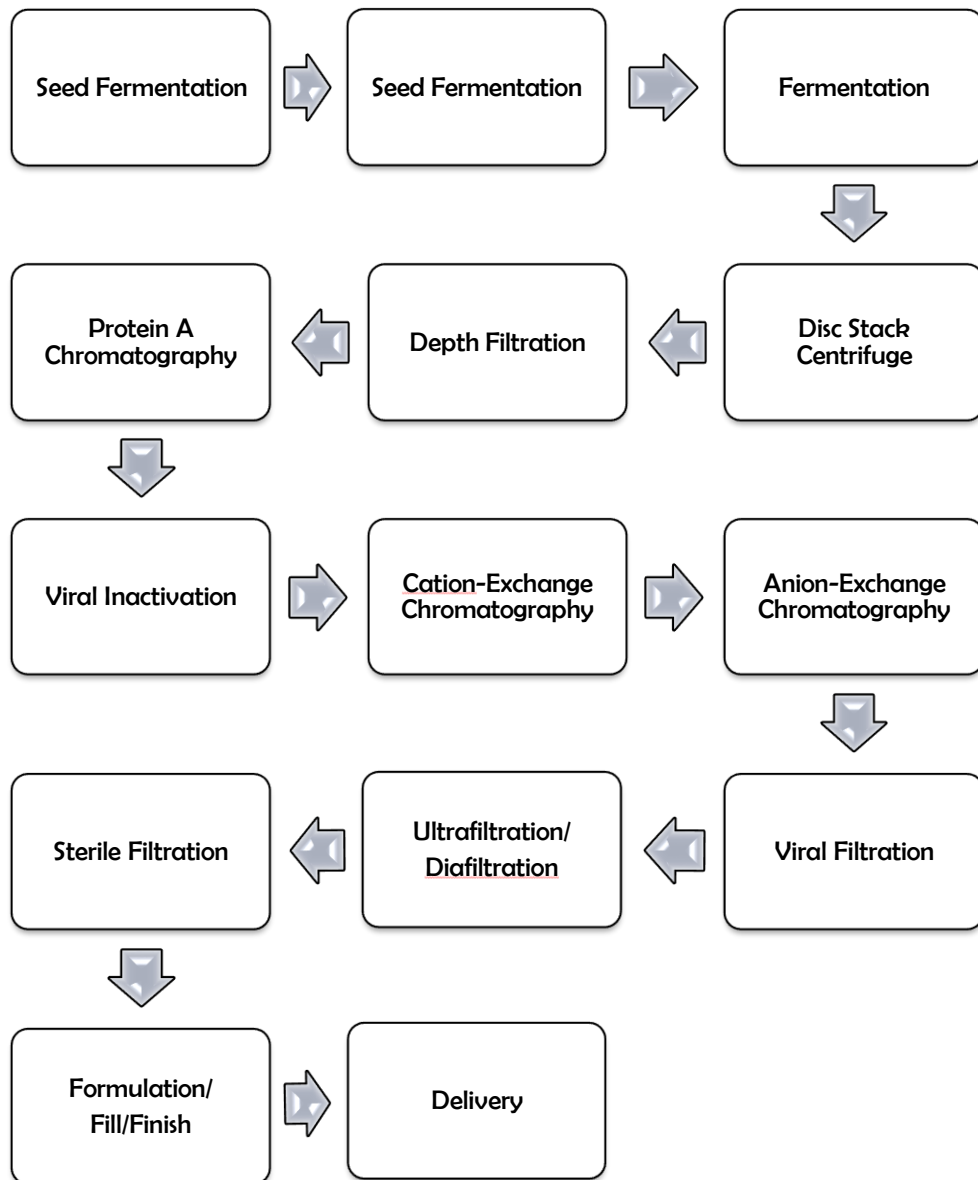 Seed Fermentation
Seed Fermentation
Fermentation
Disc Stack
Centrifuge
Depth Filtration
Protein A
Chromatography
Viral Inactivation
Cation-Exchange
Chromatography
Anion-Exchange
Chromatography
Viral Filtration
Ultrafiltration/
Diafiltration
Sterile Filtration
Formulation/
Fill/Finish
Delivery